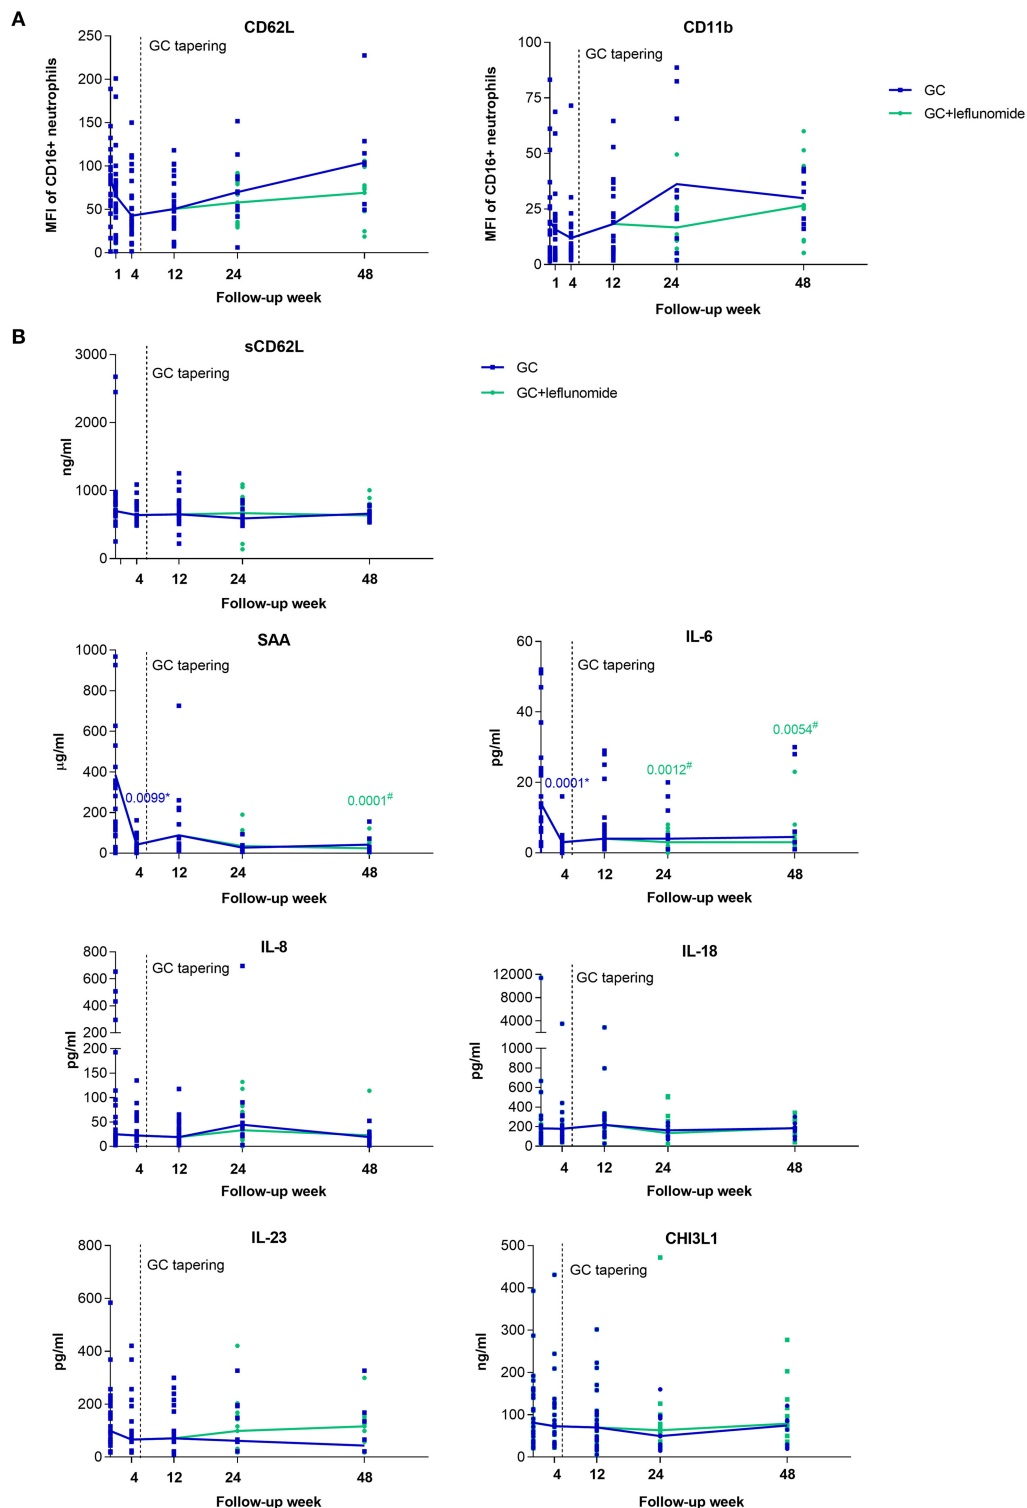 A
CD62L
250
200
150
100
50
0
MFI of CD16+ neutrophils
GC tapering
1 4 12 24 48
Follow-up week
CD11b
100
75
50
25
0
MFI of CD16+ neutrophils
GC tapering
1 4 12 24 48
Follow-up week
GC
GC+leflunomide
B
sCD62L
3000
2000
1000
0
ng/ml
GC tapering
4 12 24 48
Follow-up week
GC
GC+leflunomide
SAA
1000
800
600
400
200
0
µg/ml
GC tapering
0.0099*
0.0001#
4 12 24 48
Follow-up week
IL-6
60
40
20
0
pg/ml
GC tapering
0.0001*
0.0012#
0.0054#
4 12 24 48
Follow-up week
IL-8
800
600
400
200
200
150
100
50
0
pg/ml
GC tapering
4 12 24 48
Follow-up week
IL-18
12000
8000
4000
1000
800
600
400
200
0
pg/ml
GC tapering
4 12 24 48
Follow-up week
IL-23
800
600
400
200
0
pg/ml
GC tapering
4 12 24 48
Follow-up week
CHI3L1
500
400
300
200
100
0
ng/ml
GC tapering
4 12 24 48
Follow-up week